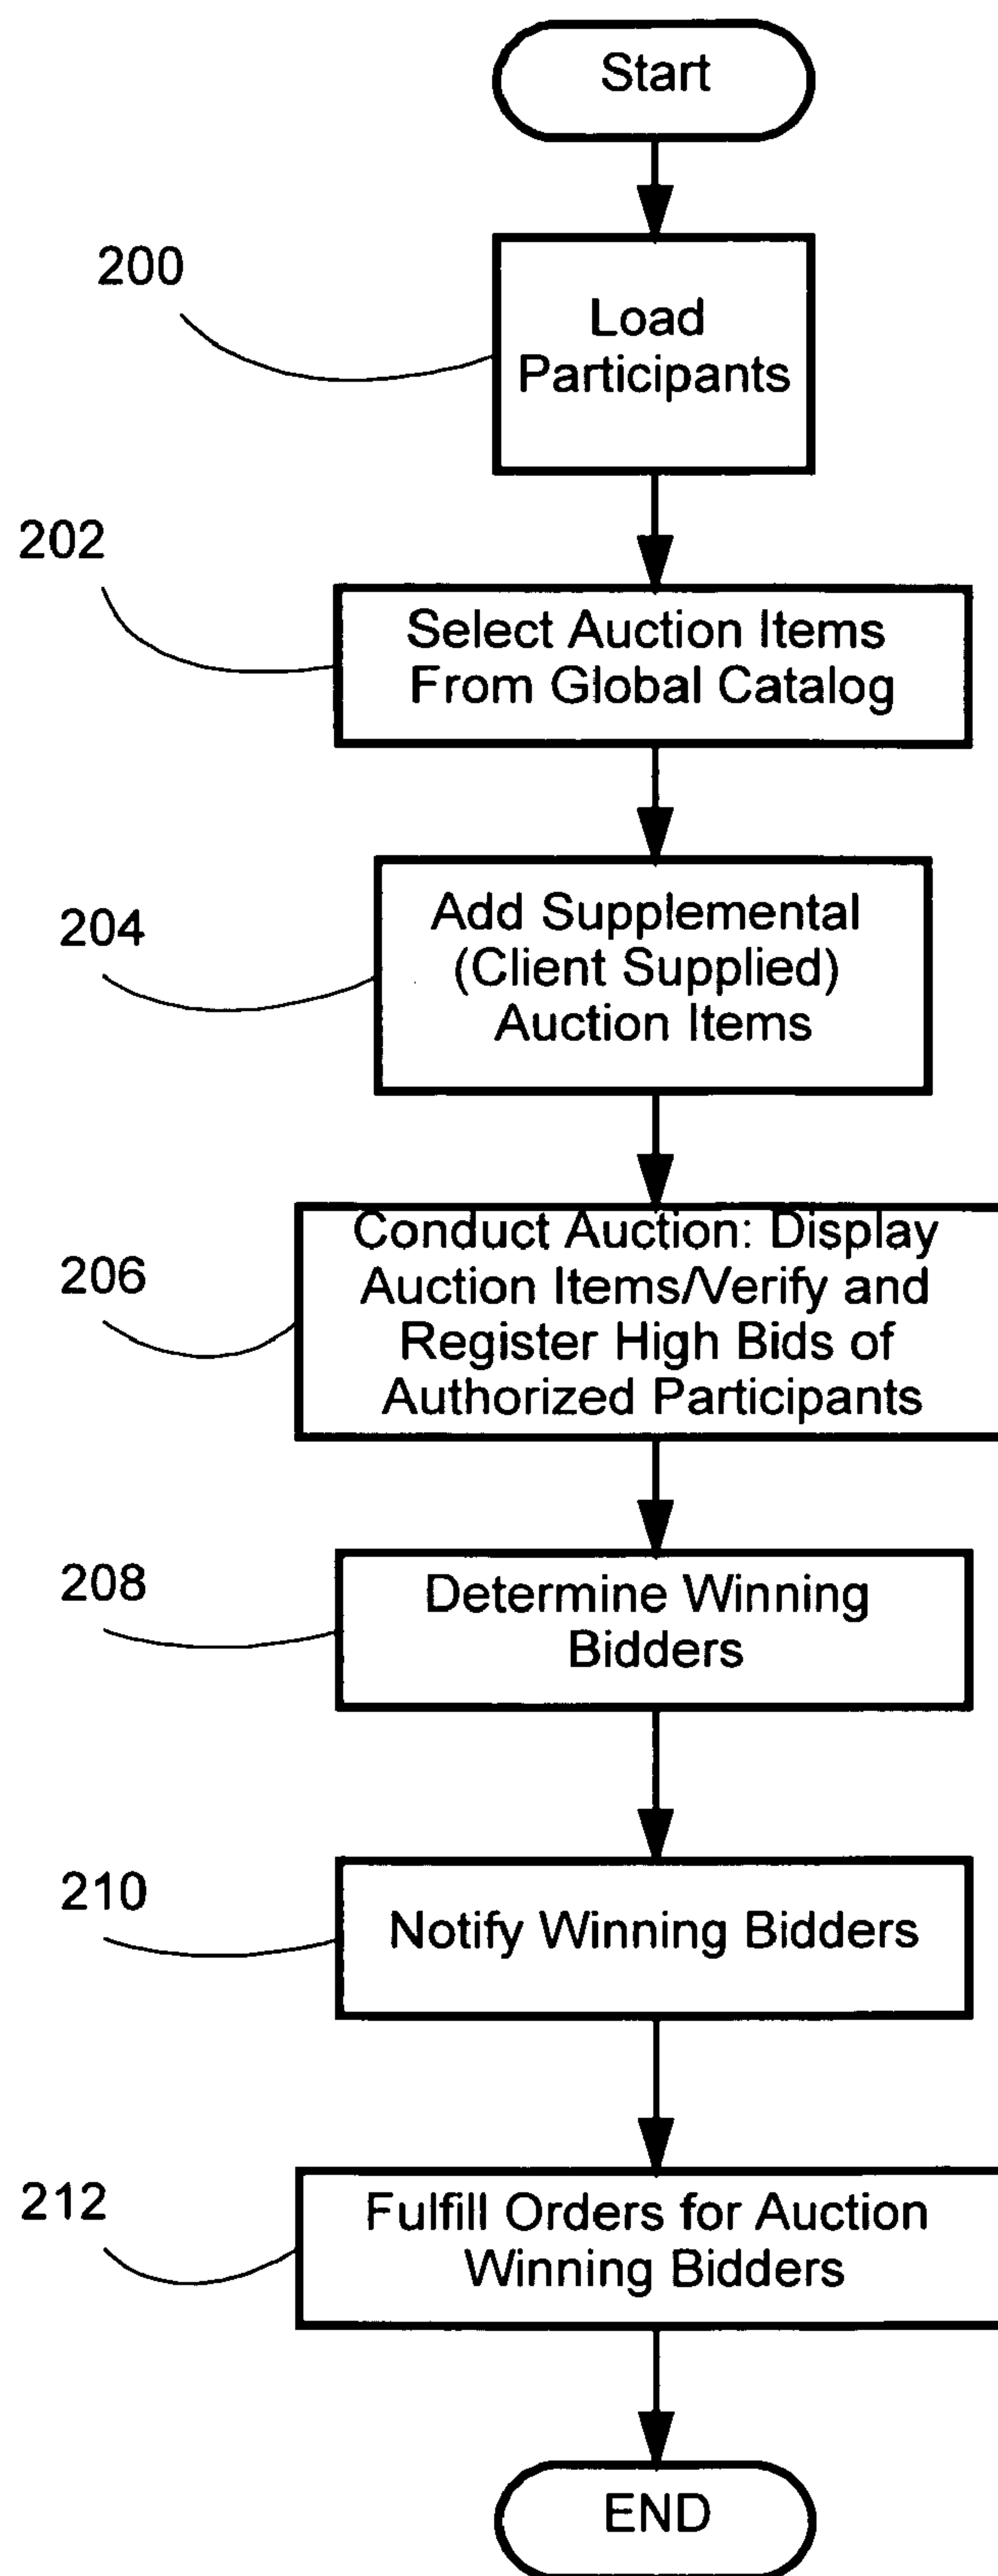 Start
200
Load
Participants
202
Select Auction Items
From Global Catalog
204
Add Supplemental
(Client Supplied)
Auction Items
206
Conduct Auction: Display
Auction Items/Verify and
Register High Bids of
Authorized Participants
208
Determine Winning
Bidders
210
Notify Winning Bidders
212
Fulfill Orders for Auction
Winning Bidders
END